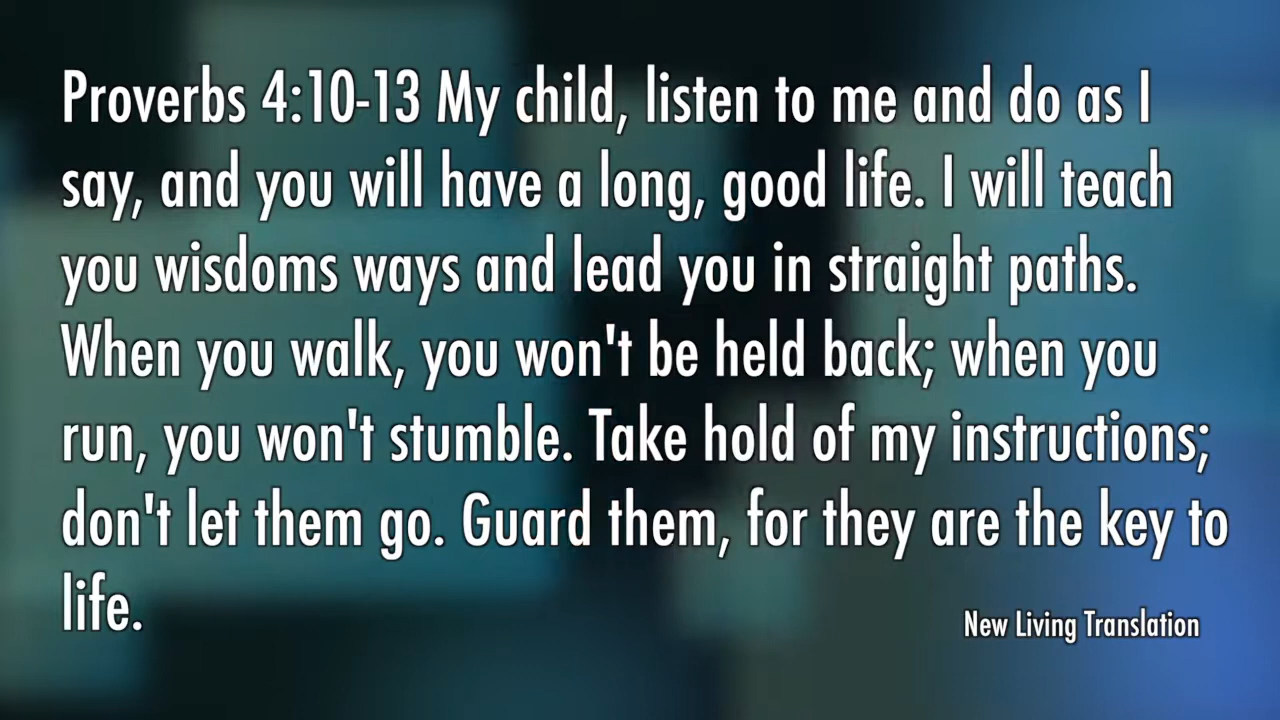 Proverbs 4:10-13 My child, listen to me and do as I
say, and you will have a long, good life. I will teach
you wisdoms ways and lead you in straight paths.
When you walk, you won't be held back; when you
run, you won't stumble. Take hold of my instructions;
don't let them go. Guard them, for they are the key to
life.
New Living Translation